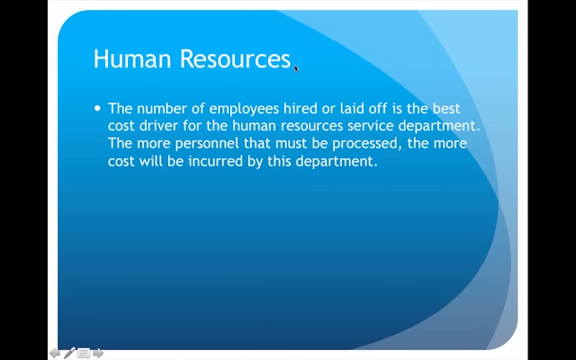 Human Resources
• The number of employees hired or laid off is the best
cost driver for the human resources service department.
The more personnel that must be processed, the more
cost will be incurred by this department.